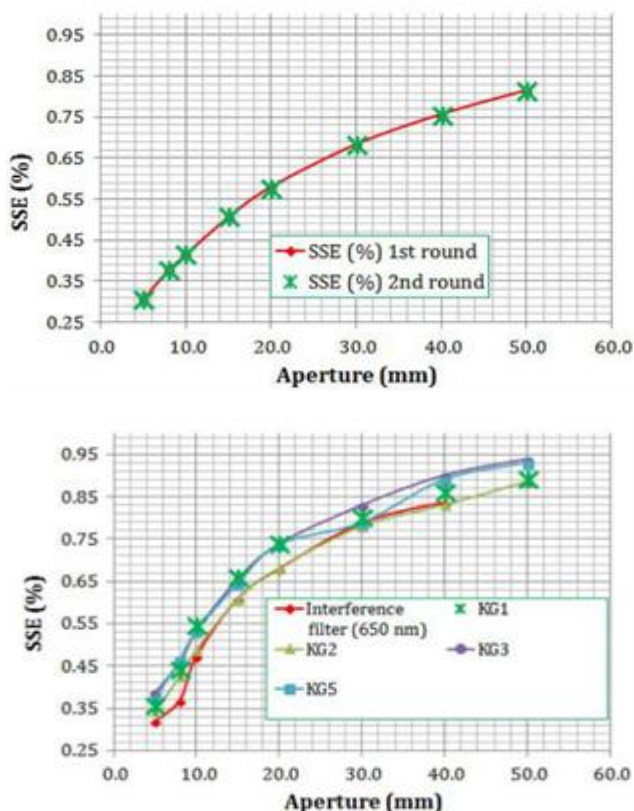 0.95
0.85
0.75
0.65
0.55
0.45
0.35
0.25
SSE (%)
SSE (%) 1st round
SSE (%) 2nd round
0.0 10.0 20.0 30.0 40.0 50.0 60.0
Aperture (mm)
0.95
0.85
0.75
0.65
0.55
0.45
0.35
0.25
SSE (%)
Interference KG1
filter (650 nm)
KG2 KG3
KG5
0.0 10.0 20.0 30.0 40.0 50.0 60.0
Aperture (mm)